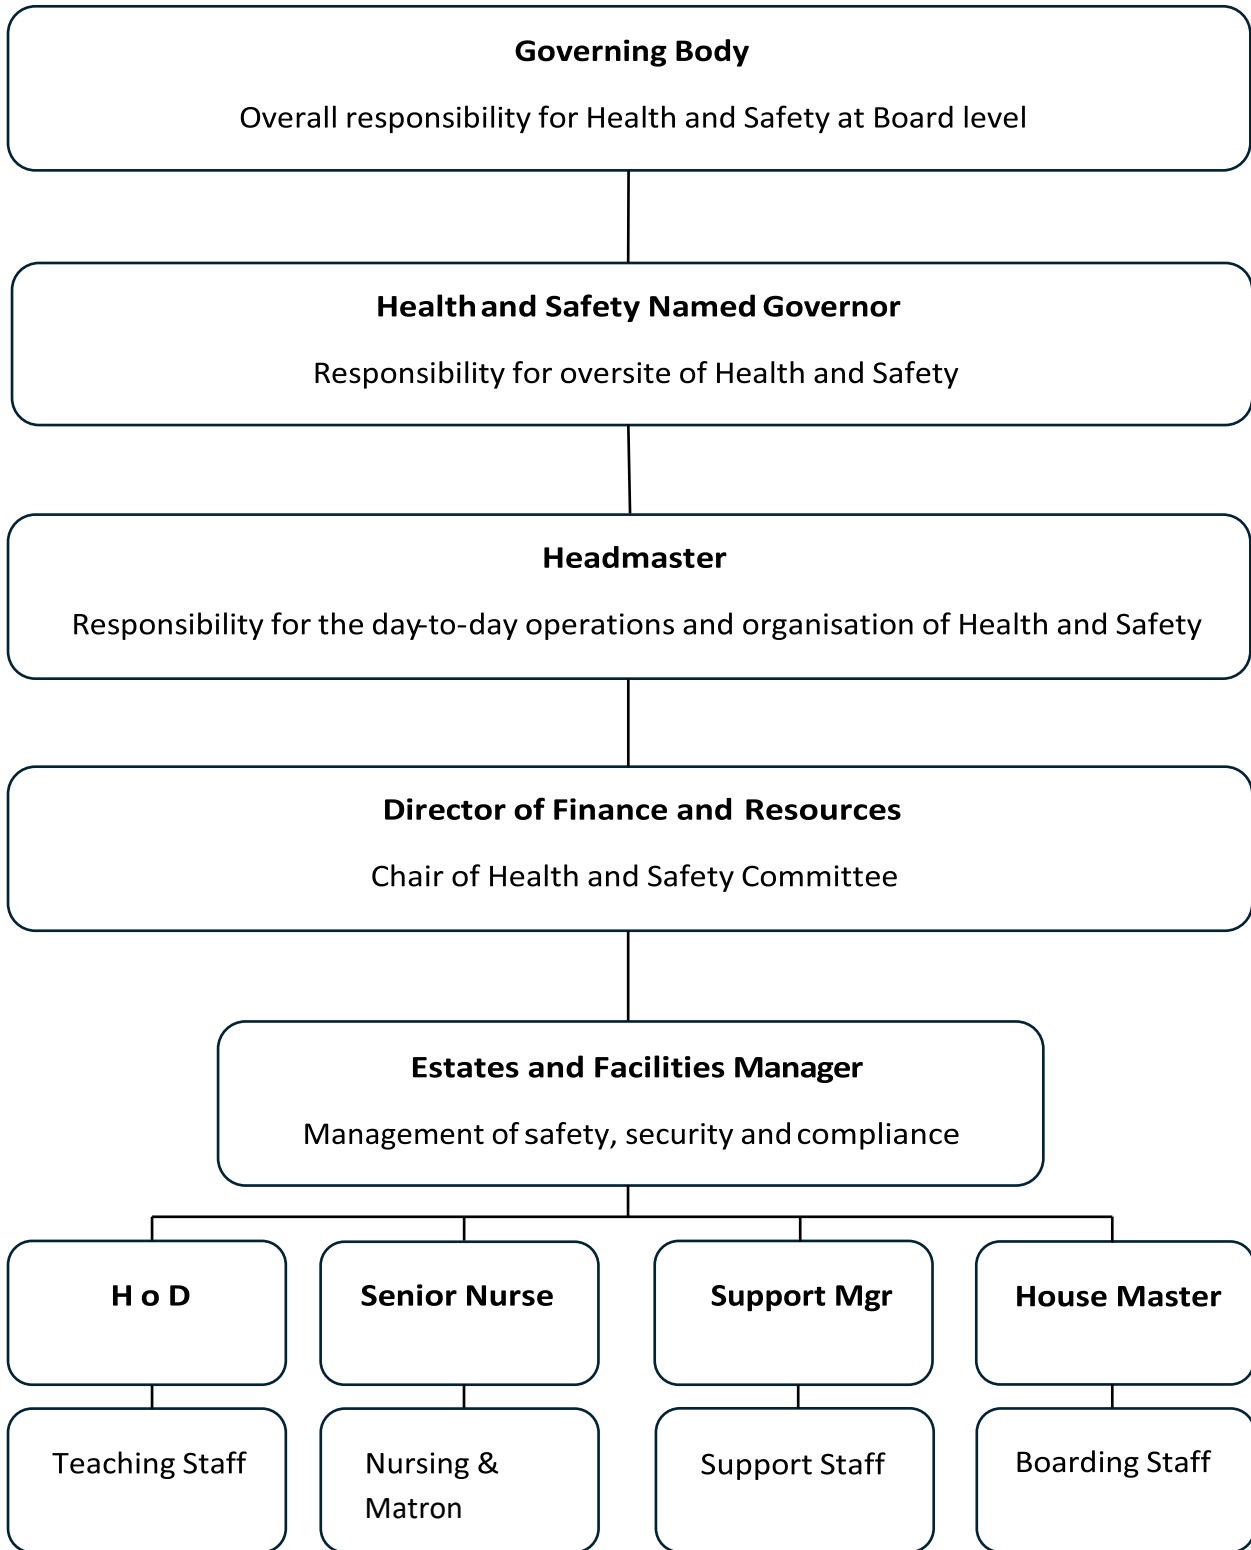 Governing Body
Overall responsibility for Health and Safety at Board level
Health and Safety Named Governor
Responsibility for oversite of Health and Safety
Headmaster
Responsibility for the day-to-day operations and organisation of Health and Safety
Director of Finance and Resources
Chair of Health and Safety Committee
Estates and Facilities Manager
Management of safety, security and compliance
H o D
Senior Nurse
Support Mgr
House Master
Teaching Staff
Nursing &
Matron
Support Staff
Boarding Staff